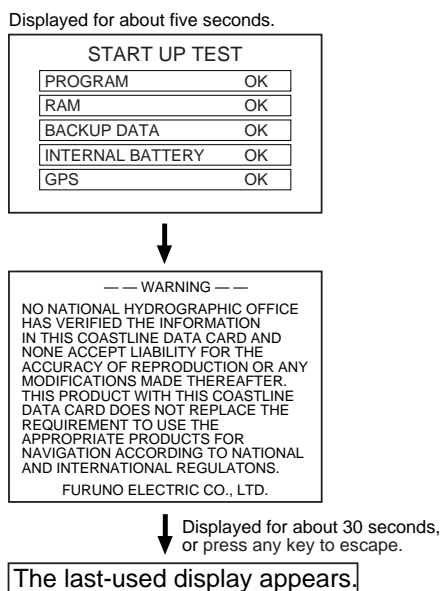 Displayed for about five seconds.
START UP TEST
PROGRAM OK
RAM OK
BACKUP DATA OK
INTERNAL BATTERY OK
GPS OK
— — WARNING — —
NO NATIONAL HYDROGRAPHIC OFFICE
HAS VERIFIED THE INFORMATION
IN THIS COASTLINE DATA CARD AND
NONE ACCEPT LIABILITY FOR THE
ACCURACY OF REPRODUCTION OR ANY
MODIFICATIONS MADE THEREAFTER.
THIS PRODUCT WITH THIS COASTLINE
DATA CARD DOES NOT REPLACE THE
REQUIREMENT TO USE THE
APPROPRIATE PRODUCTS FOR
NAVIGATION ACCORDING TO NATIONAL
AND INTERNATIONAL REGULATONS.
FURUNO ELECTRIC CO., LTD.
Displayed for about 30 seconds,
or press any key to escape.
The last-used display appears.